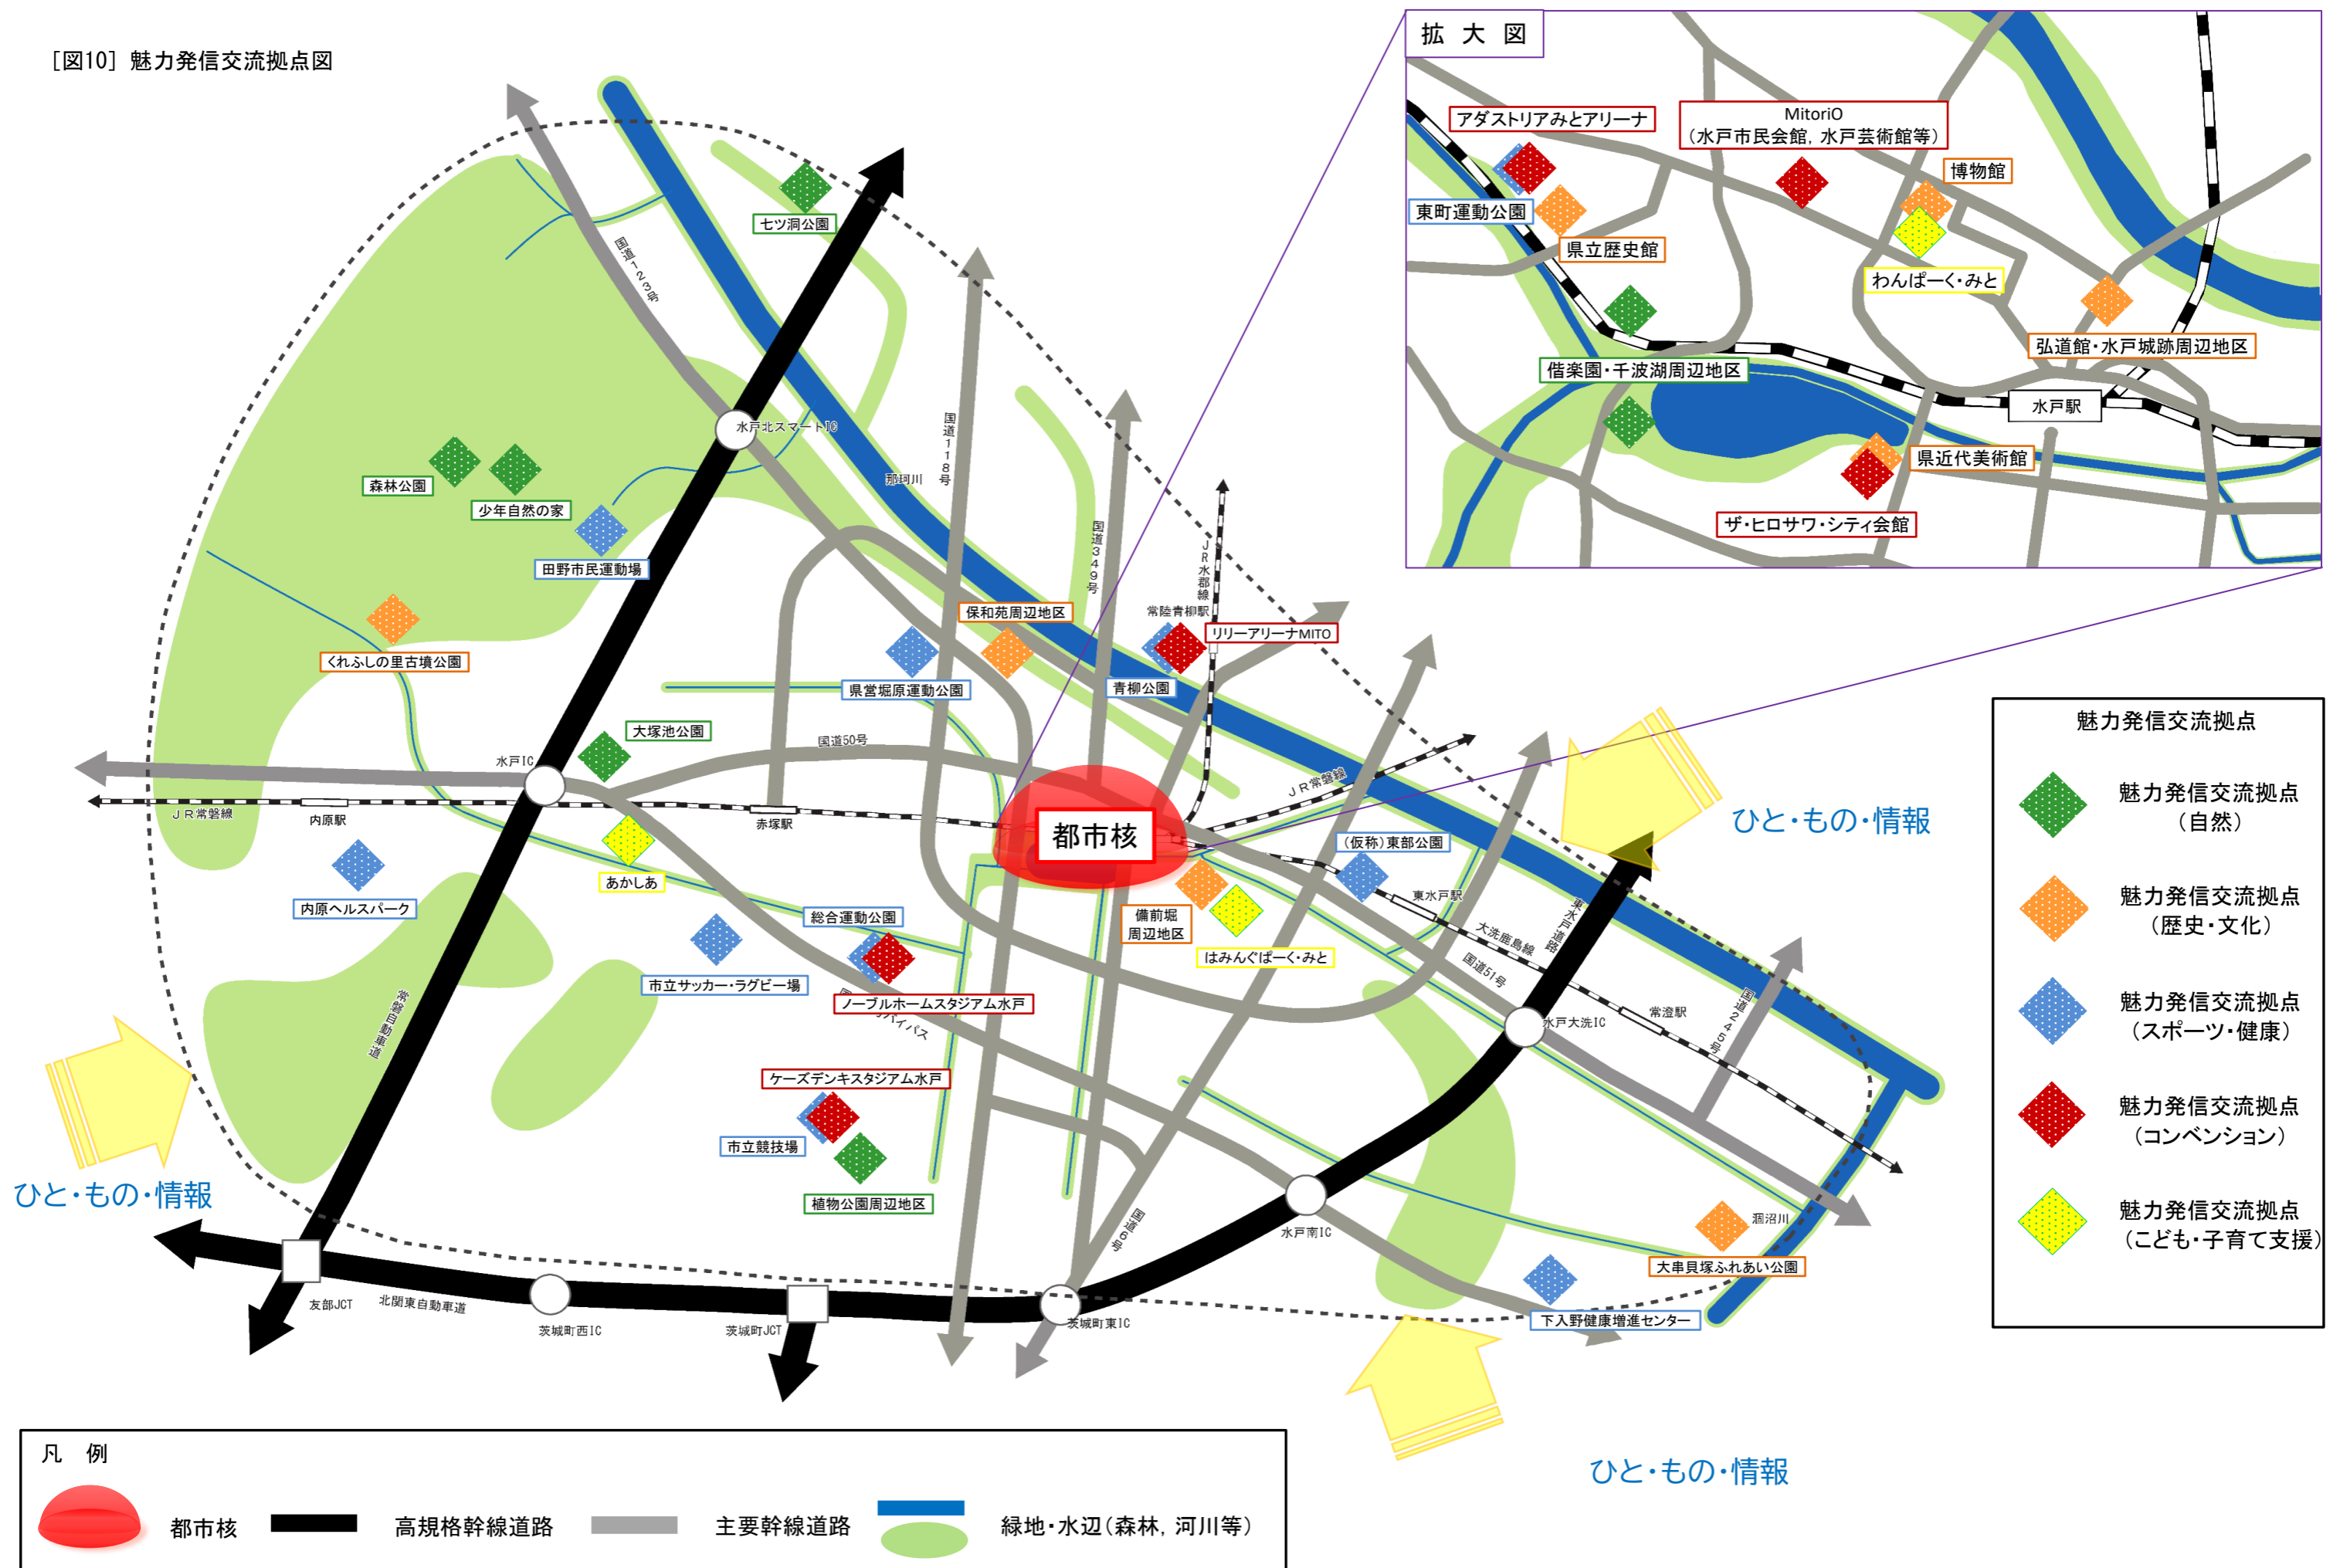 ［図10］ 魅力発信交流拠点図
拡 大 図
アダストリアみとアリーナ
MitoriO
（水戸市民会館，水戸芸術館等）
博物館
東町運動公園
県立歴史館
わんぱーく・みと
弘道館・水戸城跡周辺地区
偕楽園・千波湖周辺地区
水戸駅
県近代美術館
ザ・ヒロサワ・シティ会館
七ツ洞公園
国道123号
水戸北スマートIC
国道118号
那珂川
森林公園
少年自然の家
田野市民運動場
国道349号
JR水郡線
常陸青柳駅
保和苑周辺地区
リリーアリーナMITO
くれふしの里古墳公園
県営堀原運動公園
青柳公園
大塚池公園
国道50号
水戸IC
JR常磐線
内原駅
赤塚駅
都市核
JR常磐線
（仮称）東部公園
ひと・もの・情報
あかしあ
内原ヘルスパーク
総合運動公園
備前堀
周辺地区
東水戸駅
東水戸道路
大洗鹿島線
はみんぐぱーく・みと
国道51号
市立サッカー・ラグビー場
ノーブルホームスタジアム水戸
バイパス
常磐自動車道
水戸大洗IC
常澄駅
国道245号
ケーズデンキスタジアム水戸
市立競技場
植物公園周辺地区
ひと・もの・情報
国道6号
水戸南IC
涸沼川
大串貝塚ふれあい公園
下入野健康増進センター
友部JCT
北関東自動車道
茨城町西IC
茨城町JCT
茨城町東IC
ひと・もの・情報
魅力発信交流拠点
魅力発信交流拠点
（自然）
魅力発信交流拠点
（歴史・文化）
魅力発信交流拠点
（スポーツ・健康）
魅力発信交流拠点
（コンベンション）
魅力発信交流拠点
（こども・子育て支援）
凡 例
都市核
高規格幹線道路
主要幹線道路
緑地・水辺（森林，河川等）